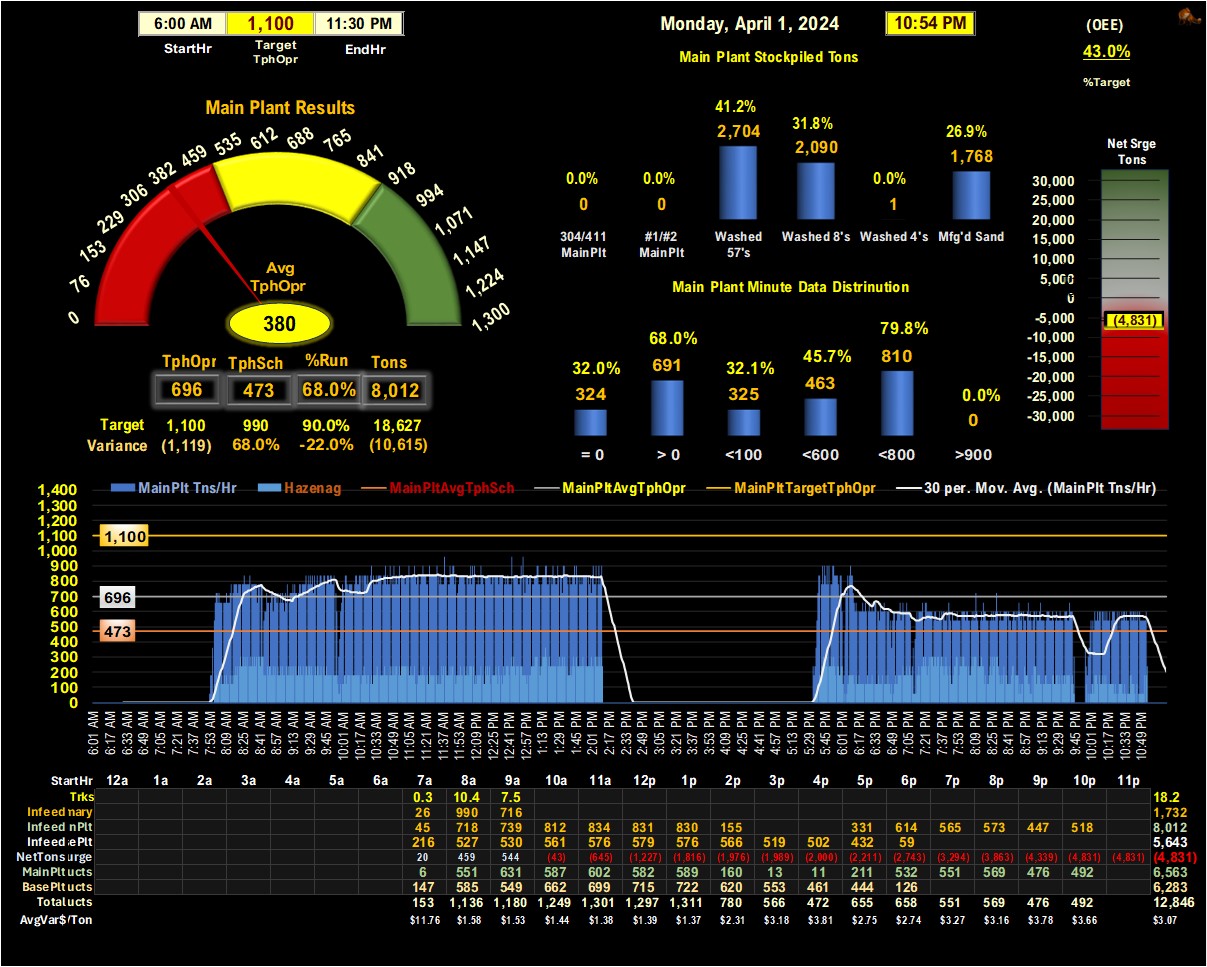 6:00 AM 1,100 11:30 PM
StartHr Target TphOpr EndHr
Monday, April 1, 2024 10:54 PM
(OEE)
43.0%
%Target
Main Plant Stockpiled Tons
41.2% 31.8% 26.9%
2,704 2,090 1,768
0.0% 0.0% 0.0%
0 0 1
304/411 MainPlt #1/#2 MainPlt Washed 57's Washed 8's Washed 4's Mfg'd Sand
Main Plant Results
0 76 153 229 306 382 459 535 612 688 765 841 918 994 1,071 1,147 1,224 1,300
Avg
TphOpr
380
TphOpr TphSch %Run Tons
696 473 68.0% 8,012
Target 1,100 990 90.0% 18,627
Variance (1,119) 68.0% -22.0% (10,615)
Main Plant Minute Data Distrinution
32.0% 68.0% 32.1% 45.7% 79.8% 0.0%
324 691 325 463 810 0
= 0 > 0 <100 <600 <800 >900
Net Srge
Tons
30,000
25,000
20,000
15,000
10,000
5,000
0
-5,000
(4,831)
-10,000
-15,000
-20,000
-25,000
-30,000
MainPlt Tns/Hr Hazenag MainPltAvgTphSch MainPltAvgTphOpr MainPltTargetTphOpr 30 per. Mov. Avg. (MainPlt Tns/Hr)
1,400
1,300
1,200
1,100
1,000
900
800
700
600
500
400
300
200
100
0
1,100
696
473
6:01 AM 6:17 AM 6:33 AM 6:49 AM 7:05 AM 7:21 AM 7:37 AM 7:53 AM 8:09 AM 8:25 AM 8:41 AM 8:57 AM 9:13 AM 9:29 AM 9:45 AM 10:01 AM 10:17 AM 10:33 AM 10:49 AM 11:05 AM 11:21 AM 11:37 AM 11:53 AM 12:09 PM 12:25 PM 12:41 PM 12:57 PM 1:13 PM 1:29 PM 1:45 PM 2:01 PM 2:17 PM 2:33 PM 2:49 PM 3:05 PM 3:21 PM 3:37 PM 3:53 PM 4:09 PM 4:25 PM 4:41 PM 4:57 PM 5:13 PM 5:29 PM 5:45 PM 6:01 PM 6:17 PM 6:33 PM 6:49 PM 7:05 PM 7:21 PM 7:37 PM 7:53 PM 8:09 PM 8:25 PM 8:41 PM 8:57 PM 9:13 PM 9:29 PM 9:45 PM 10:01 PM 10:17 PM 10:33 PM 10:49 PM
StartHr 12a 1a 2a 3a 4a 5a 6a 7a 8a 9a 10a 11a 12p 1p 2p 3p 4p 5p 6p 7p 8p 9p 10p 11p
Trks 0.3 10.4 7.5 18.2
Infeed mary 26 990 716 1,732
Infeed nPlt 45 718 739 812 834 831 830 155 331 614 565 573 447 518 8,012
Infeed ePlt 216 527 530 561 576 579 576 566 519 502 432 59 5,643
NetTons urge 20 459 544 (43) (645) (1,227) (1,816) (1,976) (1,989) (2,000) (2,211) (2,743) (3,294) (3,863) (4,339) (4,831) (4,831) (4,831)
MainPlt ucts 6 551 631 587 602 582 589 160 13 11 211 532 551 569 476 492 6,563
BasePlt ucts 147 585 549 662 699 715 722 620 553 461 444 126 6,283
Total ucts 153 1,136 1,180 1,249 1,301 1,297 1,311 780 566 472 655 658 551 569 476 492 12,846
AvgVar$/Ton $11.76 $1.58 $1.53 $1.44 $1.38 $1.39 $1.37 $2.31 $3.18 $3.81 $2.75 $2.74 $3.27 $3.16 $3.78 $3.66 $3.07